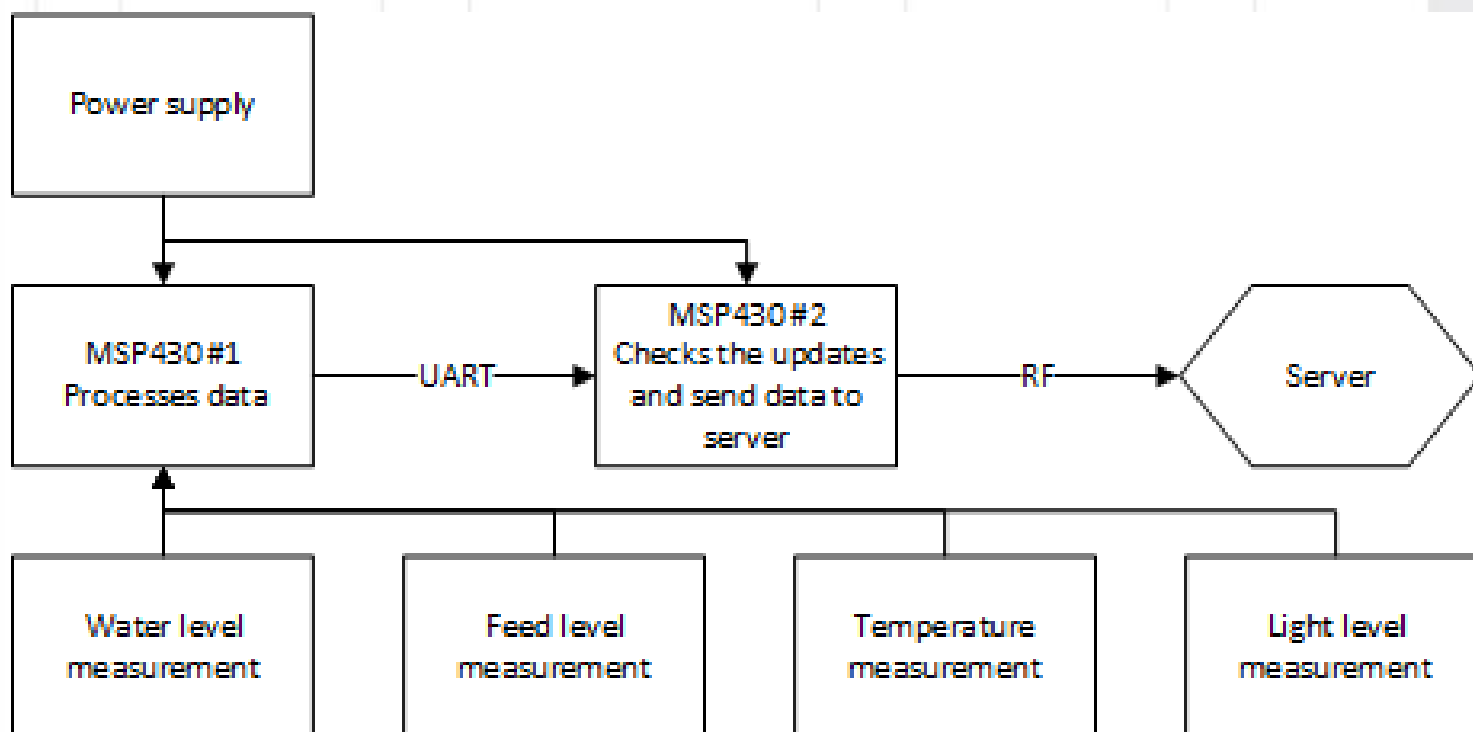 Power supply
MSP430 #1
Processes data
UART
MSP430 #2
Checks the updates
and send data to
server
RF
Server
Water level
measurement
Feed level
measurement
Temperature
measurement
Light level
measurement